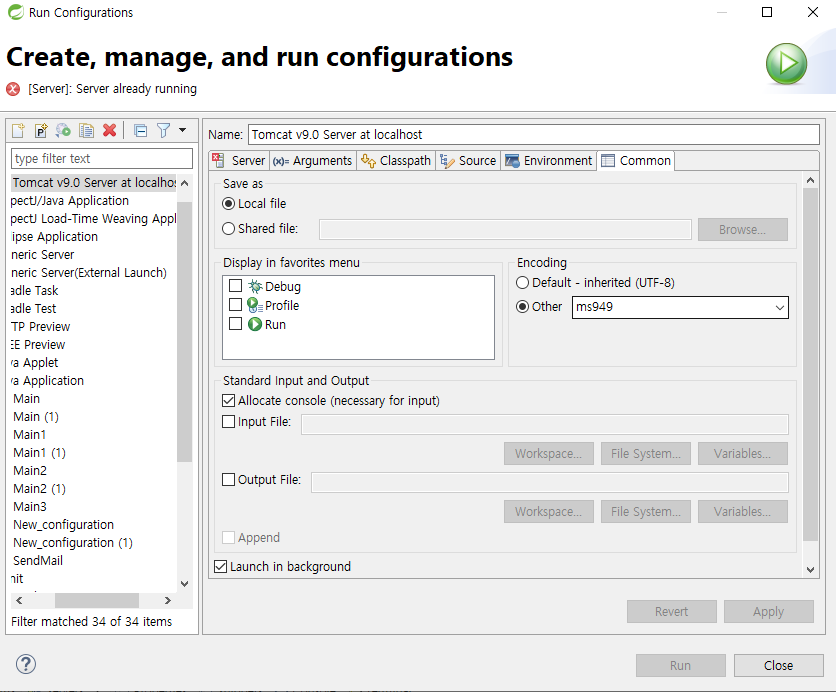 Run Configurations
Create, manage, and run configurations
[Server]: Server already running
type filter text
Tomcat v9.0 Server at localhos
pectJ/Java Application
pectJ Load-Time Weaving Appl
ipse Application
neric Server
neric Server(External Launch)
adle Task
adle Test
TP Preview
EE Preview
va Applet
va Application
Main
Main (1)
Main1
Main1 (1)
Main2
Main2 (1)
Main3
New_configuration
New_configuration (1)
SendMail
nit
Filter matched 34 of 34 items
Name: Tomcat v9.0 Server at localhost
Server (x)= Arguments Classpath Source Environment Common
Save as
Local file
Shared file: Browse...
Display in favorites menu
Debug
Profile
Run
Encoding
Default - inherited (UTF-8)
Other ms949
Standard Input and Output
Allocate console (necessary for input)
Input File:
Workspace... File System... Variables...
Output File:
Workspace... File System... Variables...
Append
Launch in background
Revert Apply
? Run Close